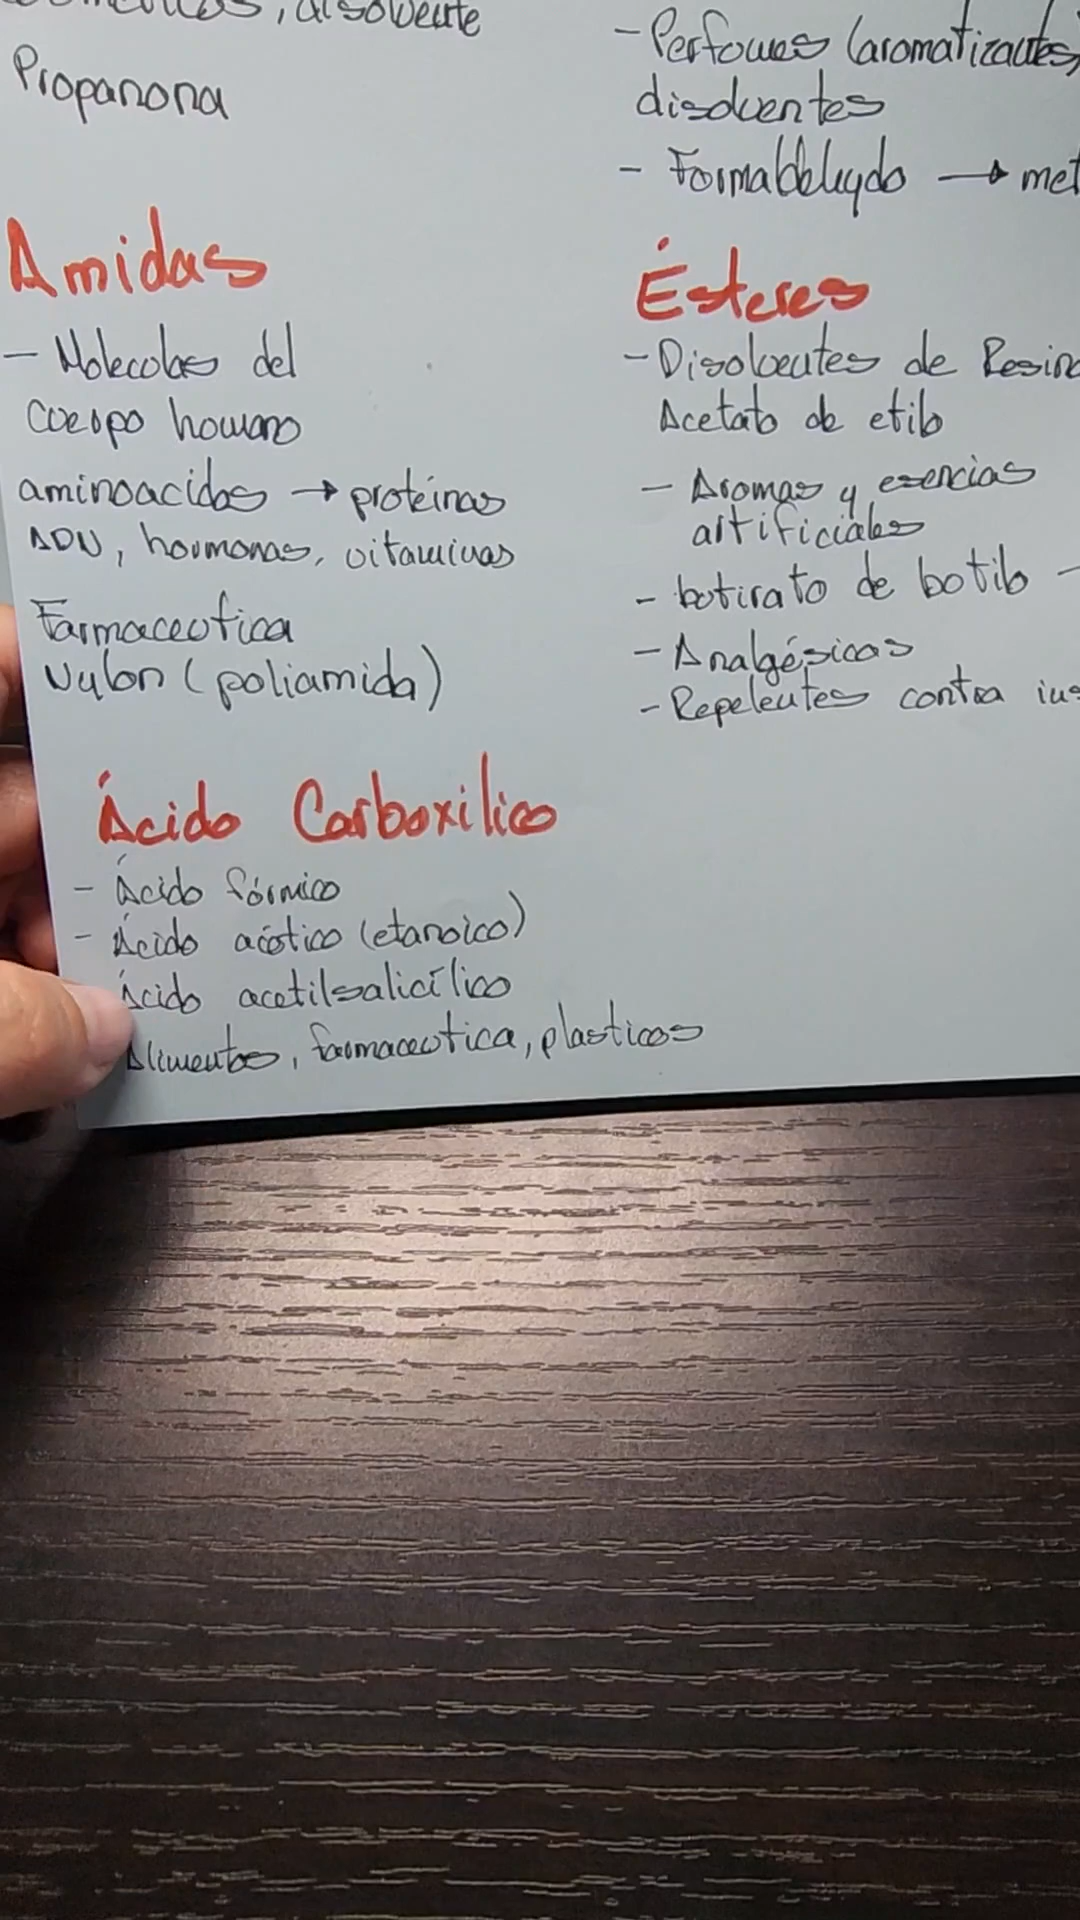 , disolvente
Propanona
Amidas
- Moleculas del
cuerpo humano
aminoacidos → proteinas
ADN, hormonas, vitaminas
Farmaceutica
Nylon (poliamida)
Ácido Carboxilico
- Ácido fórmico
- Ácido acético (etanoico)
Ácido acetilsalicílico
Alimentos, farmaceutica, plasticos
- Perfumes (aromatizantes,
disolventes
- Formaldehydo → met
Ésteres
- Disolventes de Resin
Acetato de etilo
- Aromas y esencias
artificiales
- butirato de butilo -
- Analgésicos
- Repelentes contra ins